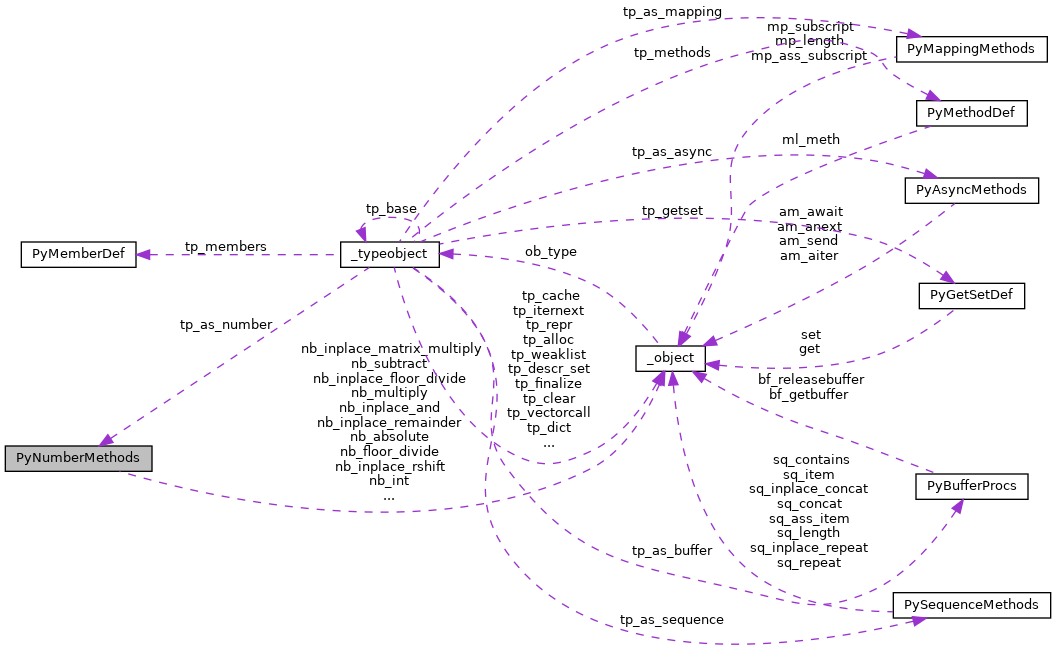 tp_as_mapping
mp_subscript
mp_length
mp_ass_subscript
PyMappingMethods
tp_methods
PyMethodDef
ml_meth
tp_as_async
PyAsyncMethods
tp_base
tp_getset
am_await
am_anext
am_send
am_aiter
PyMemberDef
tp_members
_typeobject
ob_type
PyGetSetDef
tp_as_number
tp_cache
tp_iternext
tp_repr
tp_alloc
tp_weaklist
tp_descr_set
tp_finalize
tp_clear
tp_vectorcall
tp_dict
...
set
get
_object
nb_inplace_matrix_multiply
nb_subtract
nb_inplace_floor_divide
nb_multiply
nb_inplace_and
nb_inplace_remainder
nb_absolute
nb_floor_divide
nb_inplace_rshift
nb_int
...
bf_releasebuffer
bf_getbuffer
PyNumberMethods
sq_contains
sq_item
sq_inplace_concat
sq_concat
sq_ass_item
sq_length
sq_inplace_repeat
sq_repeat
PyBufferProcs
tp_as_buffer
PySequenceMethods
tp_as_sequence